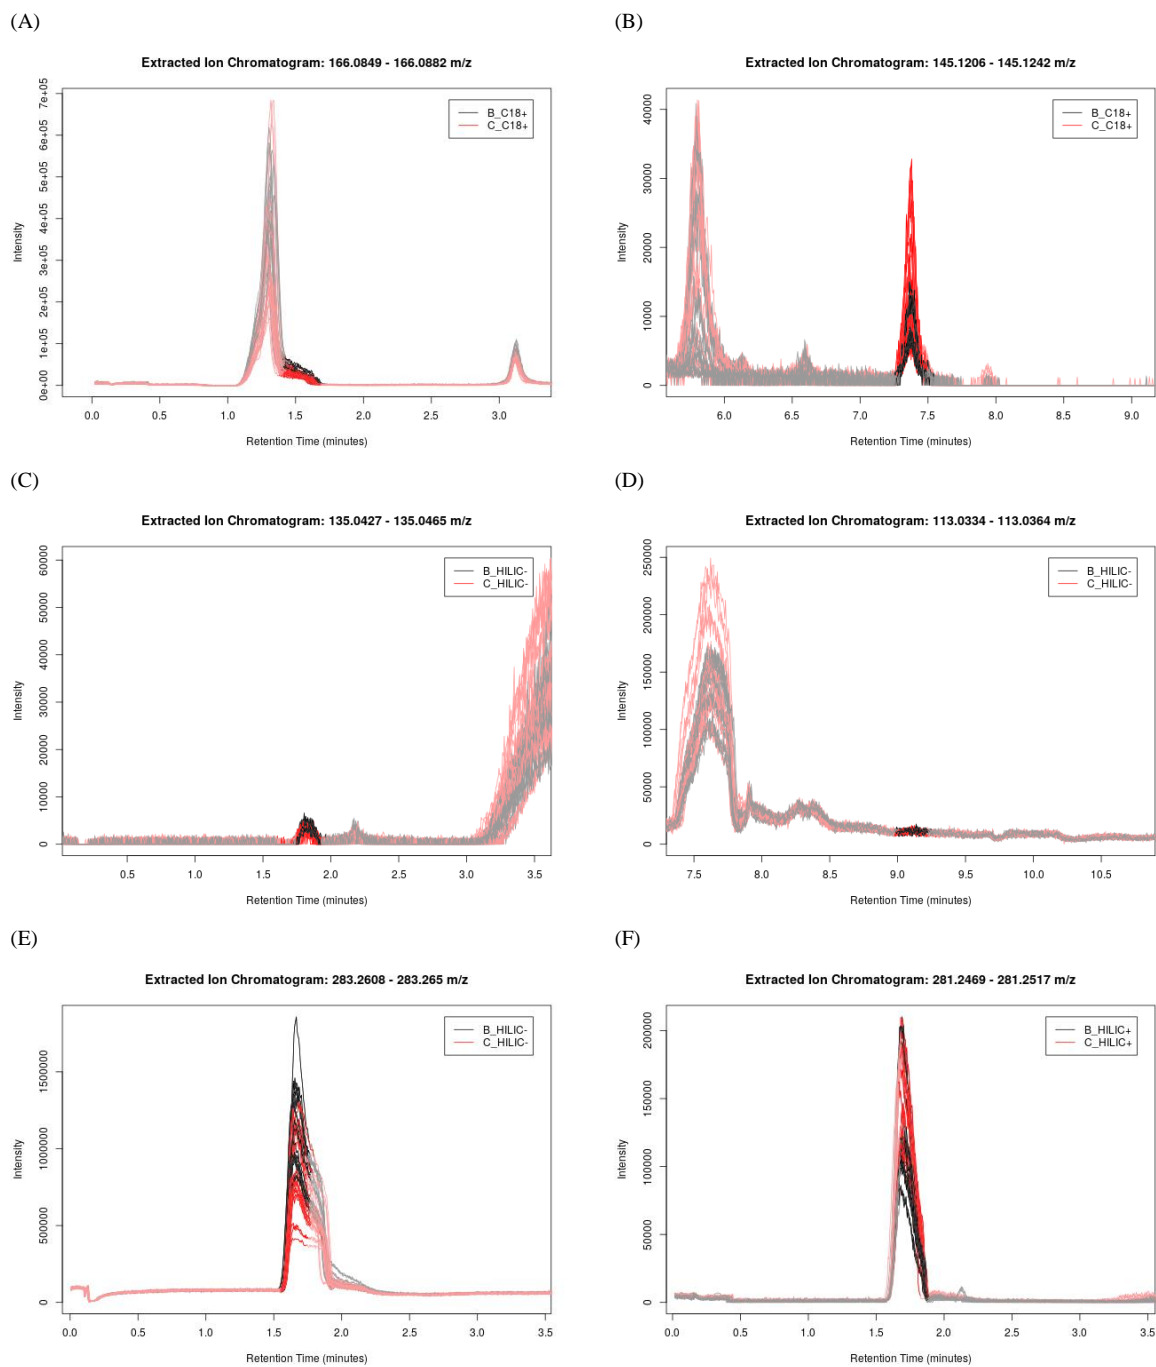 (A)
Extracted Ion Chromatogram: 166.0849 - 166.0882 m/z
B_C18+
C_C18+
Intensity
0e+00 1e+05 2e+05 3e+05 4e+05 5e+05 6e+05 7e+05
0.0 0.5 1.0 1.5 2.0 2.5 3.0
Retention Time (minutes)
(B)
Extracted Ion Chromatogram: 145.1206 - 145.1242 m/z
B_C18+
C_C18+
Intensity
0 10000 20000 30000 40000
6.0 6.5 7.0 7.5 8.0 8.5 9.0
Retention Time (minutes)
(C)
Extracted Ion Chromatogram: 135.0427 - 135.0465 m/z
B_HILIC-
C_HILIC-
Intensity
0 10000 20000 30000 40000 50000 60000
0.5 1.0 1.5 2.0 2.5 3.0 3.5
Retention Time (minutes)
(D)
Extracted Ion Chromatogram: 113.0334 - 113.0364 m/z
B_HILIC-
C_HILIC-
Intensity
0 50000 100000 150000 200000 250000
7.5 8.0 8.5 9.0 9.5 10.0 10.5
Retention Time (minutes)
(E)
Extracted Ion Chromatogram: 283.2608 - 283.265 m/z
B_HILIC-
C_HILIC-
Intensity
0 500000 1000000 1500000
0.0 0.5 1.0 1.5 2.0 2.5 3.0 3.5
Retention Time (minutes)
(F)
Extracted Ion Chromatogram: 281.2469 - 281.2517 m/z
B_HILIC+
C_HILIC+
Intensity
0 50000 100000 150000 200000
0.0 0.5 1.0 1.5 2.0 2.5 3.0 3.5
Retention Time (minutes)